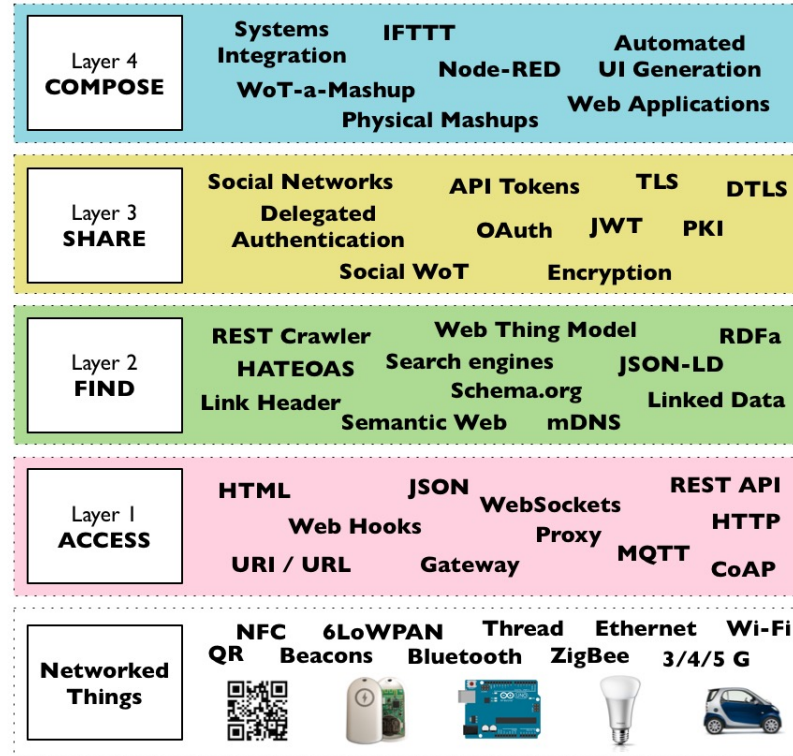 Layer 4
COMPOSE
Systems
Integration
IFTTT
Node-RED
Automated
UI Generation
WoT-a-Mashup
Physical Mashups
Web Applications
Layer 3
SHARE
Social Networks
API Tokens
TLS
DTLS
Delegated
Authentication
OAuth
JWT
PKI
Social WoT
Encryption
Layer 2
FIND
REST Crawler
Web Thing Model
RDFa
HATEOAS
Search engines
JSON-LD
Link Header
Schema.org
Linked Data
Semantic Web
mDNS
Layer 1
ACCESS
HTML
JSON
WebSockets
REST API
Web Hooks
Proxy
HTTP
URI / URL
Gateway
MQTT
CoAP
Networked
Things
NFC
6LoWPAN
Thread
Ethernet
Wi-Fi
QR
Beacons
Bluetooth
ZigBee
3/4/5 G